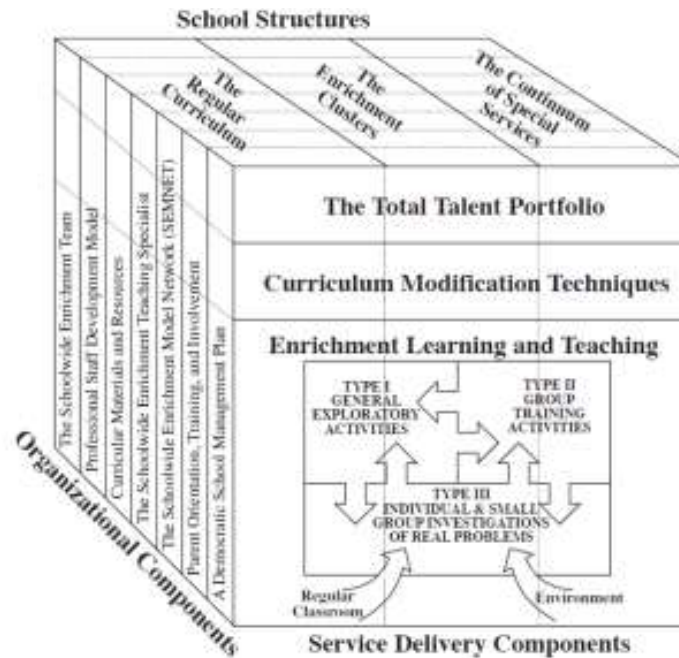 School Structures
The
Regular
Curriculum
The
Enrichment
Clusters
The Continuum
of Special
Services
The Schoolwide Enrichment Team
Professional Staff Development Model
Curricular Materials and Resources
The Schoolwide Enrichment Teaching Specialist
The Schoolwide Enrichment Model Network (SEMNET)
Parent Orientation, Training, and Involvement
A Democratic School Management Plan
Organizational Components
The Total Talent Portfolio
Curriculum Modification Techniques
Enrichment Learning and Teaching
TYPE I
GENERAL
EXPLORATORY
ACTIVITIES
TYPE II
GROUP
TRAINING
ACTIVITIES
TYPE III
INDIVIDUAL & SMALL
GROUP INVESTIGATIONS
OF REAL PROBLEMS
Regular
Classroom
Environment
Service Delivery Components